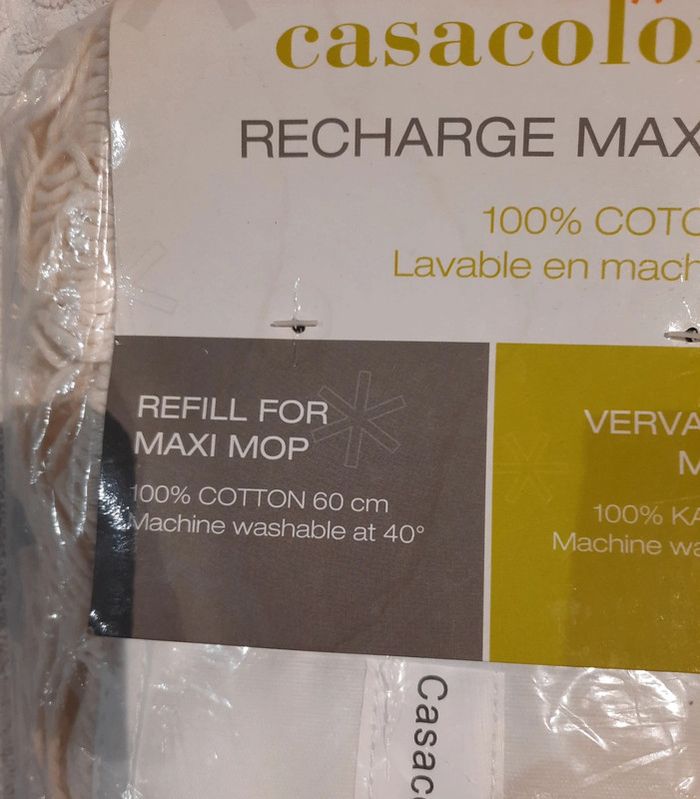 casacolo
RECHARGE MAX
100% COTO
Lavable en mach
REFILL FOR
MAXI MOP
100% COTTON 60 cm
Machine washable at 40°
VERVA
M
100% KA
Machine wa
Casac